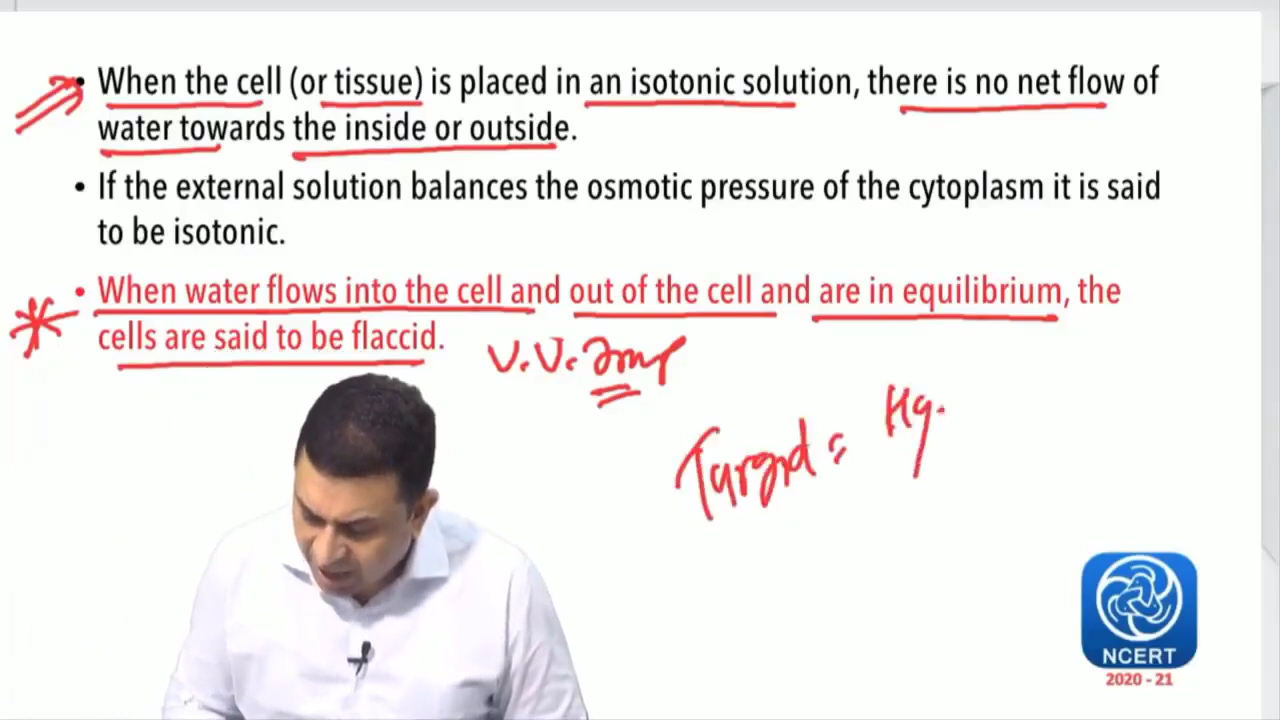 • When the cell (or tissue) is placed in an isotonic solution, there is no net flow of
water towards the inside or outside.
• If the external solution balances the osmotic pressure of the cytoplasm it is said
to be isotonic.
• When water flows into the cell and out of the cell and are in equilibrium, the
cells are said to be flaccid.
V.V. Imp
Turgid = Hy.
NCERT
2020 - 21